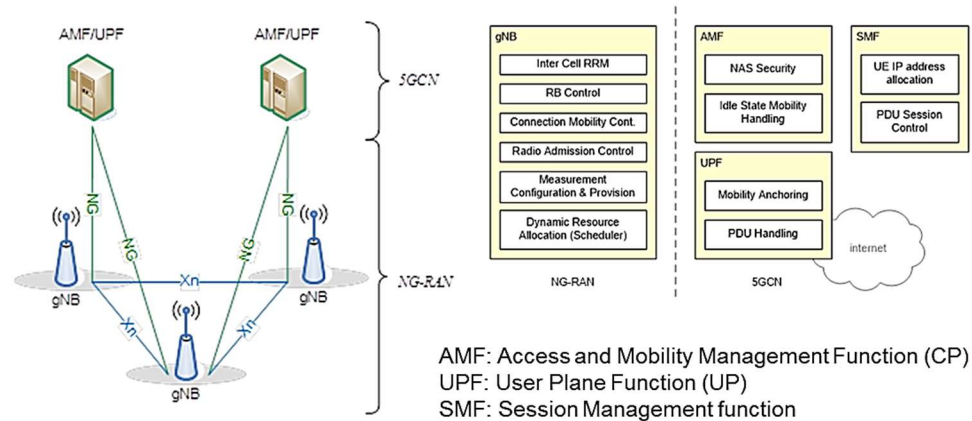 AMF/UPF
AMF/UPF
5GCN
NG
NG
NG
NG
Xn
gNB
gNB
Xn
Xn
gNB
NG-RAN
gNB
Inter Cell RRM
RB Control
Connection Mobility Cont.
Radio Admission Control
Measurement
Configuration & Provision
Dynamic Resource
Allocation (Scheduler)
NG-RAN
AMF
NAS Security
Idle State Mobility
Handling
SMF
UE IP address
allocation
PDU Session
Control
UPF
Mobility Anchoring
PDU Handling
internet
5GCN
AMF: Access and Mobility Management Function (CP)
UPF: User Plane Function (UP)
SMF: Session Management function